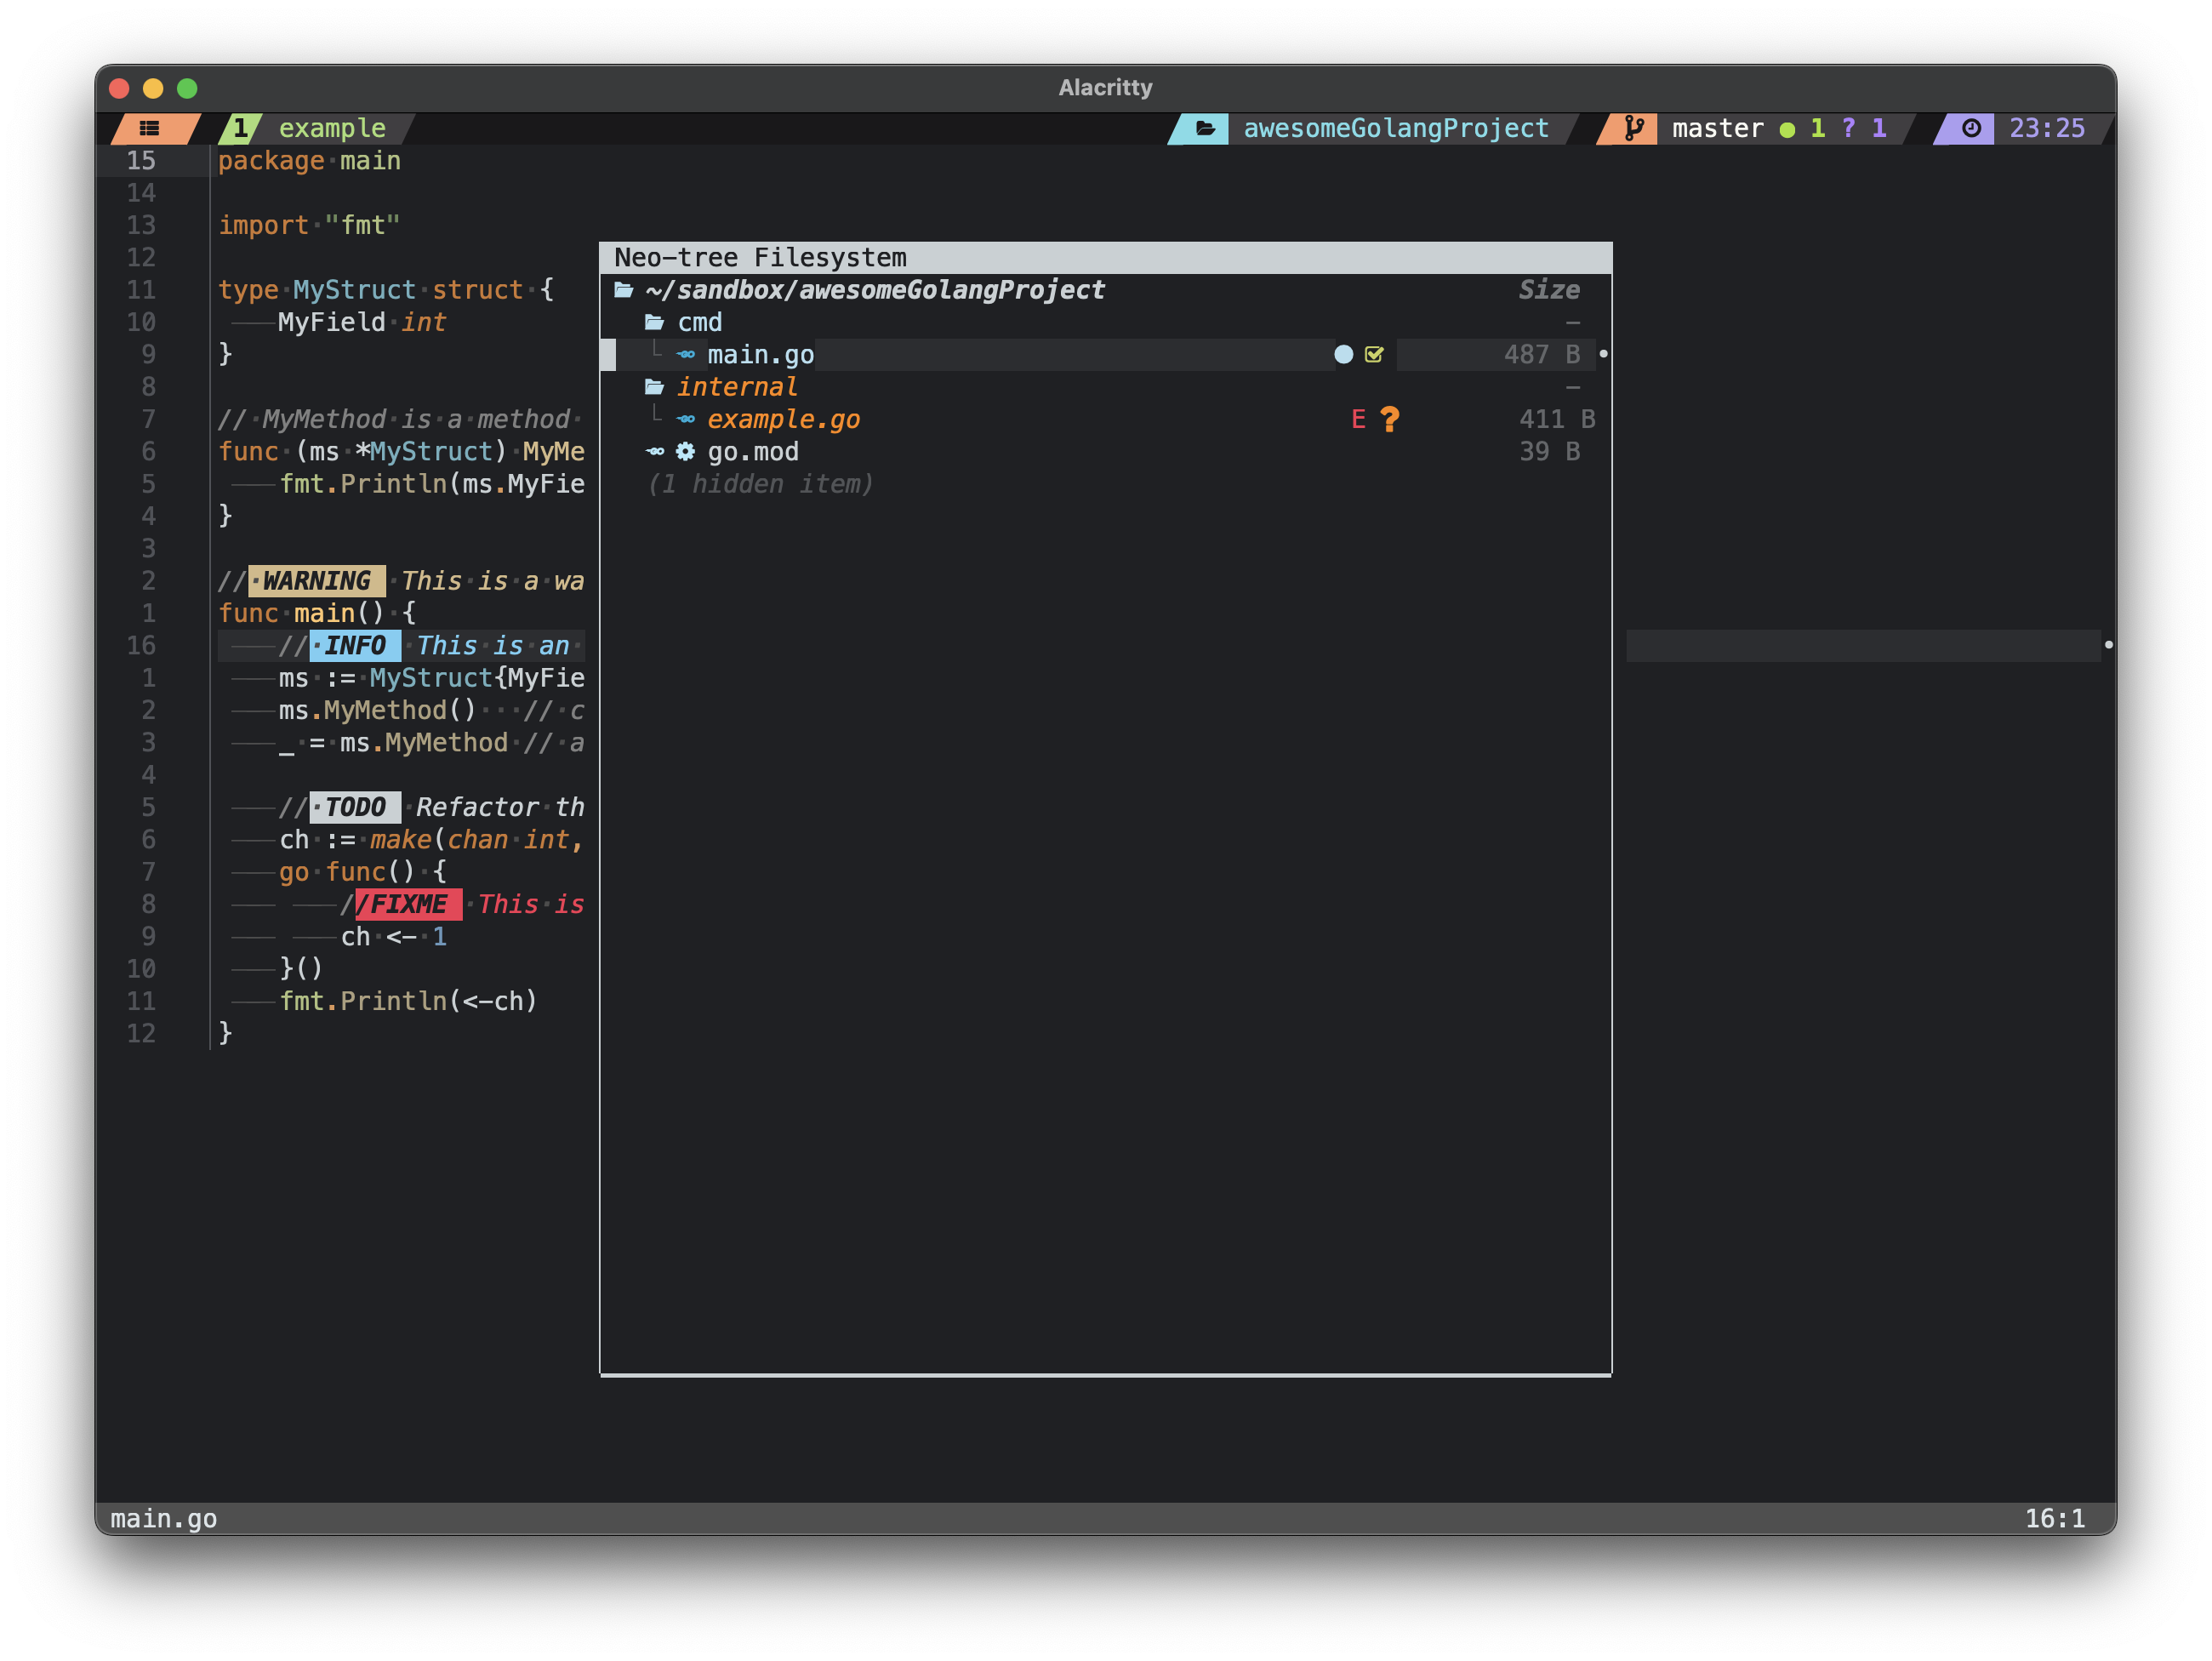 Alacritty
1 example awesomeGolangProject master ● 1 ? 1 23:25
15 package main
14
13 import "fmt"
12
11 type MyStruct struct {
10 MyField int
9 }
8
7 // MyMethod is a method
6 func (ms *MyStruct) MyMe
5 fmt.Println(ms.MyFie
4 }
3
2 // WARNING This is a wa
1 func main() {
16 // INFO This is an
1 ms := MyStruct{MyFie
2 ms.MyMethod() // c
3 _ = ms.MyMethod // a
4
5 // TODO Refactor th
6 ch := make(chan int,
7 go func() {
8 //FIXME This is
9 ch <- 1
10 }()
11 fmt.Println(<-ch)
12 }
Neo-tree Filesystem
~/sandbox/awesomeGolangProject Size
cmd -
main.go 487 B
internal -
example.go E ? 411 B
go.mod 39 B
(1 hidden item)
main.go 16:1